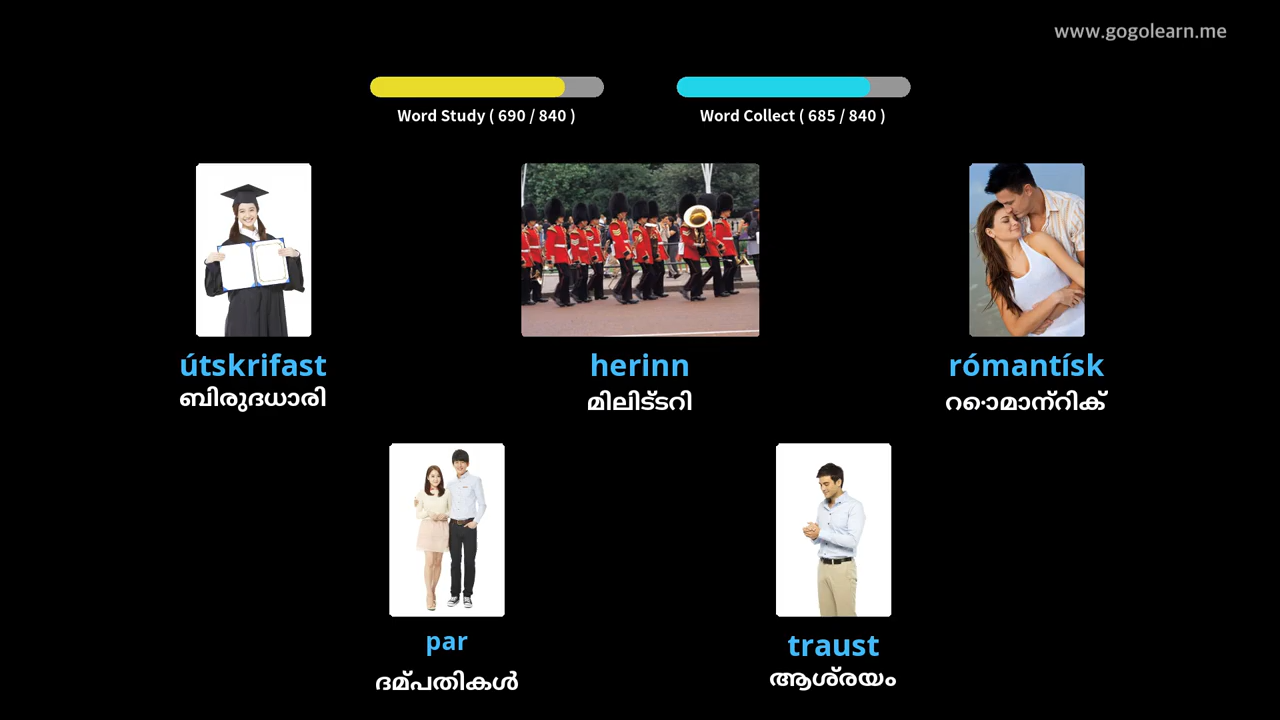 www.gogolearn.me
Word Study ( 690 / 840 )
Word Collect ( 685 / 840 )
útskrifast
herinn
rómantísk
ബിരുദധാരി
മിലിട്ടറി
റൊമാന്റിക്
par
traust
ദമ്പതികൾ
ആശ്രയം